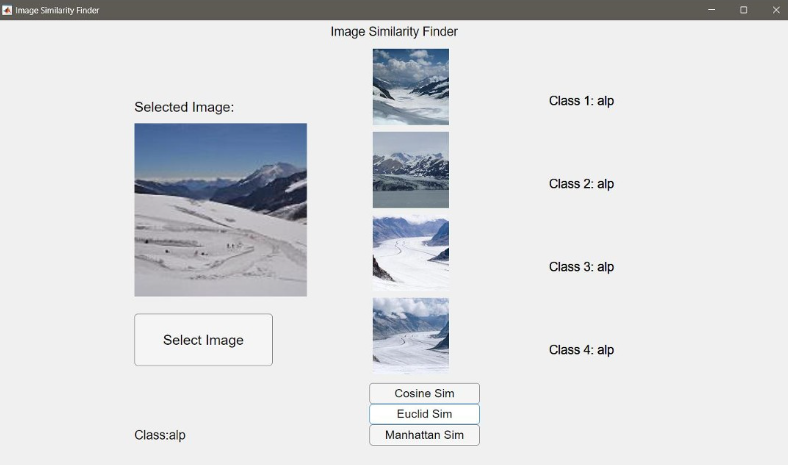 Image Similarity Finder
Image Similarity Finder
Selected Image:
Class 1: alp
Class 2: alp
Class 3: alp
Select Image
Class 4: alp
Cosine Sim
Euclid Sim
Class:alp
Manhattan Sim